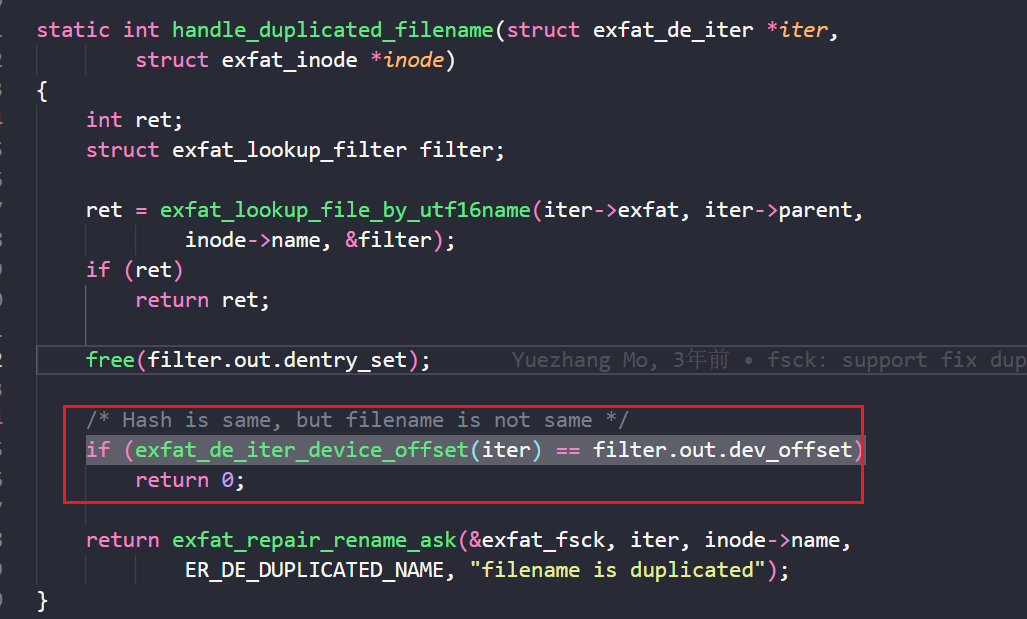 static int handle_duplicated_filename(struct exfat_de_iter *iter,
struct exfat_inode *inode)
{
int ret;
struct exfat_lookup_filter filter;
ret = exfat_lookup_file_by_utf16name(iter->exfat, iter->parent,
inode->name, &filter);
if (ret)
return ret;
free(filter.out.dentry_set); Yuezhang Mo, 3年前 • fsck: support fix dup
/* Hash is same, but filename is not same */
if (exfat_de_iter_device_offset(iter) == filter.out.dev_offset)
return 0;
return exfat_repair_rename_ask(&exfat_fsck, iter, inode->name,
ER_DE_DUPLICATED_NAME, "filename is duplicated");
}